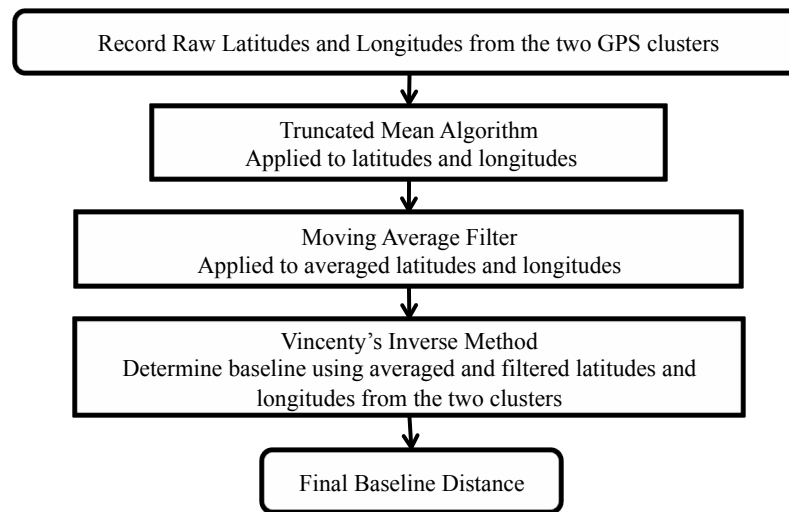 Record Raw Latitudes and Longitudes from the two GPS clusters
Truncated Mean Algorithm
Applied to latitudes and longitudes
Moving Average Filter
Applied to averaged latitudes and longitudes
Vincenty’s Inverse Method
Determine baseline using averaged and filtered latitudes and
longitudes from the two clusters
Final Baseline Distance